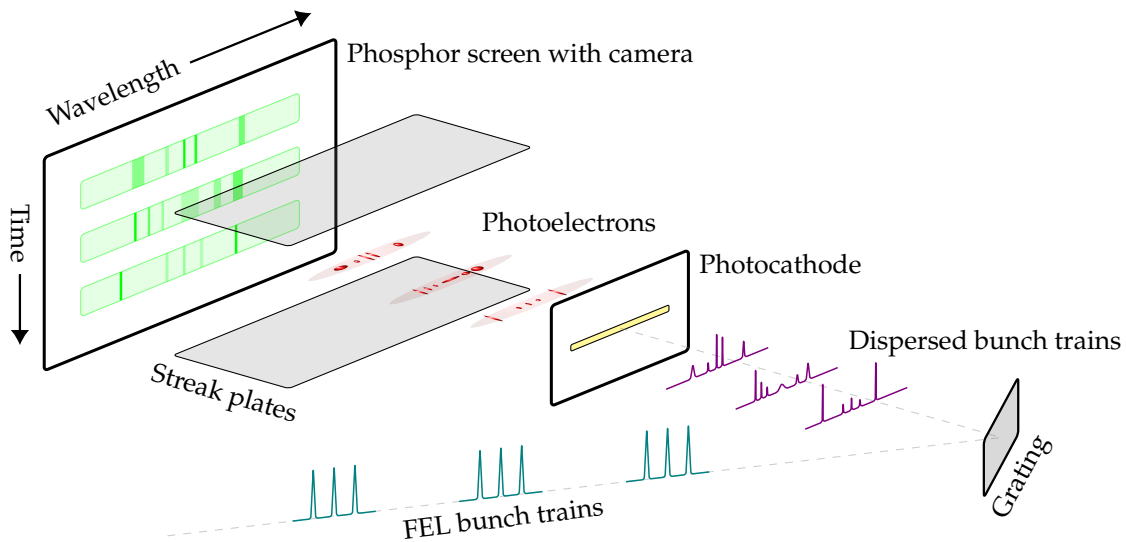 Phosphor screen with camera
Wavelength
Time
Photoelectrons
Photocathode
Dispersed bunch trains
Streak plates
Grating
FEL bunch trains